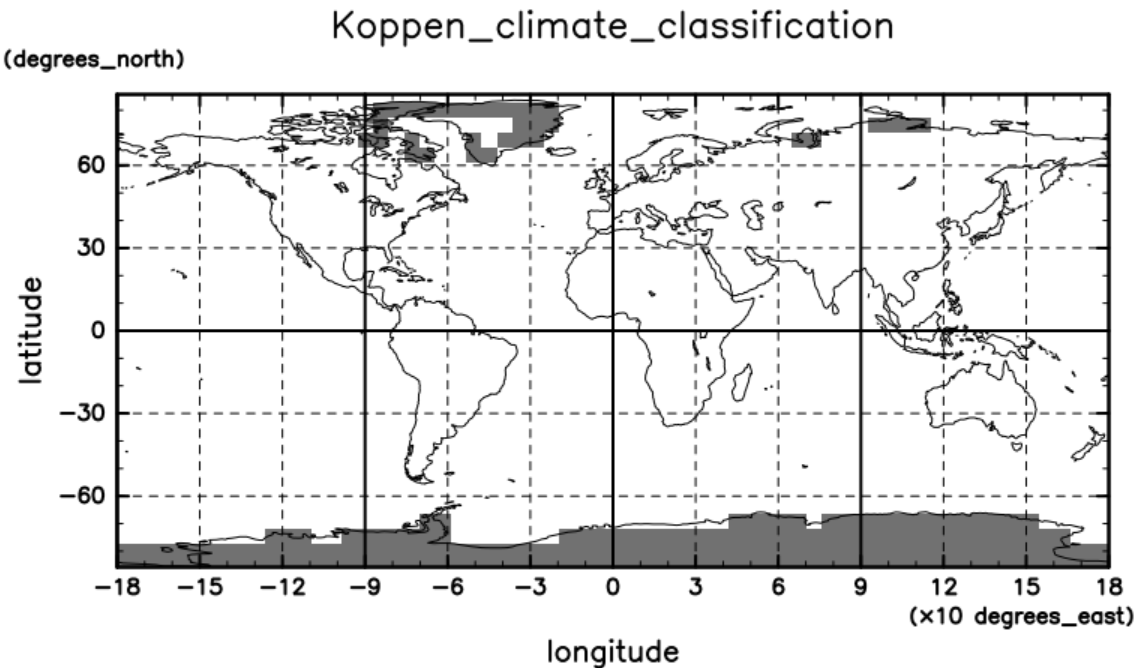 Koppen_climate_classification
(degrees_north)
60
30
0
−30
−60
latitude
−18 −15 −12 −9 −6 −3 0 3 6 9 12 15 18
(×10 degrees_east)
longitude